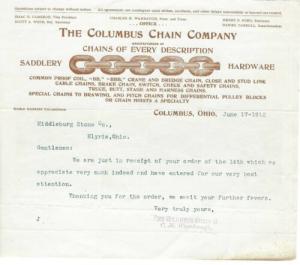 THE COLUMBUS CHAIN COMPANY
MANUFACTURERS OF
CHAINS OF EVERY DESCRIPTION
SADDLERY HARDWARE
COMMON PROOF COIL, "BB," "BBB," CRANE AND DREDGE CHAIN, CLOSE AND STUD LINK
CABLE CHAINS, BRAKE CHAIN, SWITCH, CHECK AND SAFETY CHAINS,
TRUCK, BUTT, STAGE AND HARNESS CHAINS.
SPECIAL CHAINS TO DRAWING, AND PITCH CHAINS FOR DIFFERENTIAL PULLEY BLOCKS
OR CHAIN HOISTS A SPECIALTY
COLUMBUS, OHIO, June 17-1912
Middleburg Stone Co.,
Elyria, Ohio.
Gentlemen:
We are just in receipt of your order of the 14th which we
appreciate very much indeed and have entered for our very best
attention.
Thanking you for the order, we await your further favors.
Very truly yours,